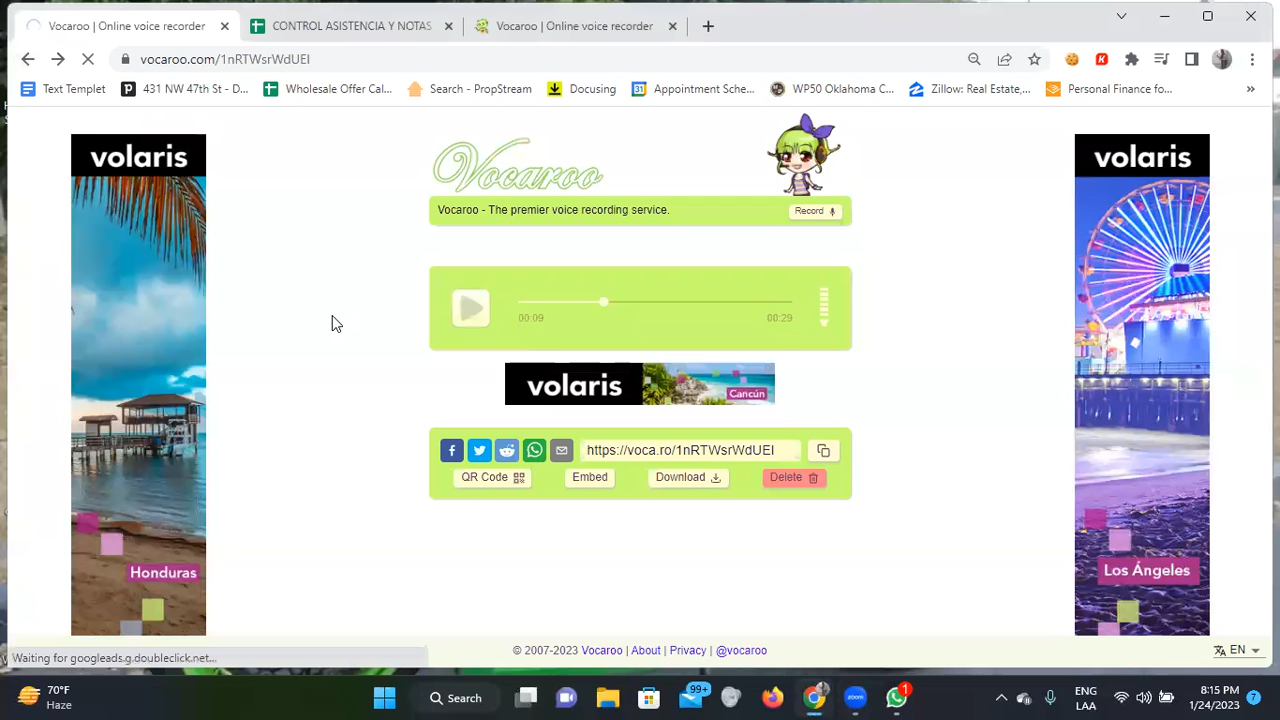 Vocaroo | Online voice recorder
CONTROL ASISTENCIA Y NOTAS
Vocaroo | Online voice recorder
vocaroo.com/1nRTWsrWdUEI
Text Templet
431 NW 47th St - D...
Wholesale Offer Cal...
Search - PropStream
Docusing
31
Appointment Sche...
WP50 Oklahoma C...
Zillow: Real Estate,...
Personal Finance fo...
»
volaris
Vocaroo
volaris
Vocaroo - The premier voice recording service.
Record
00:09
00:29
volaris
Cancún
https://voca.ro/1nRTWsrWdUEI
QR Code
Embed
Download
Delete
Honduras
Los Ángeles
© 2007-2023 Vocaroo | About | Privacy | @vocaroo
EN
Waiting for googleads.g.doubleclick.net...
70°F
Haze
Search
99+
1
ENG
LAA
8:15 PM
1/24/2023
7